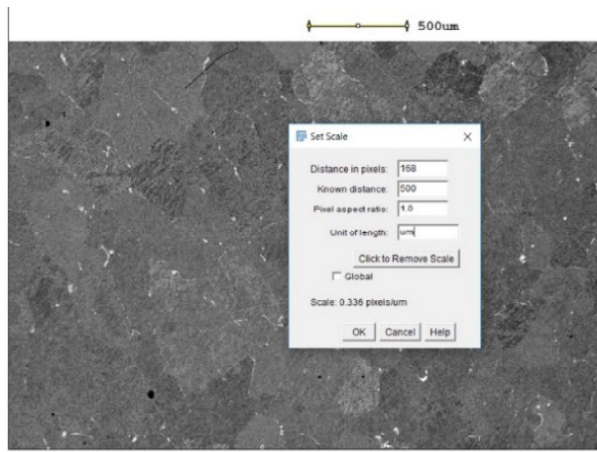 500um
Set Scale
Distance in pixels: 168
Known distance: 500
Pixel aspect ratio: 1.0
Unit of length: um
Click to Remove Scale
Global
Scale: 0.336 pixels/um
OK Cancel Help